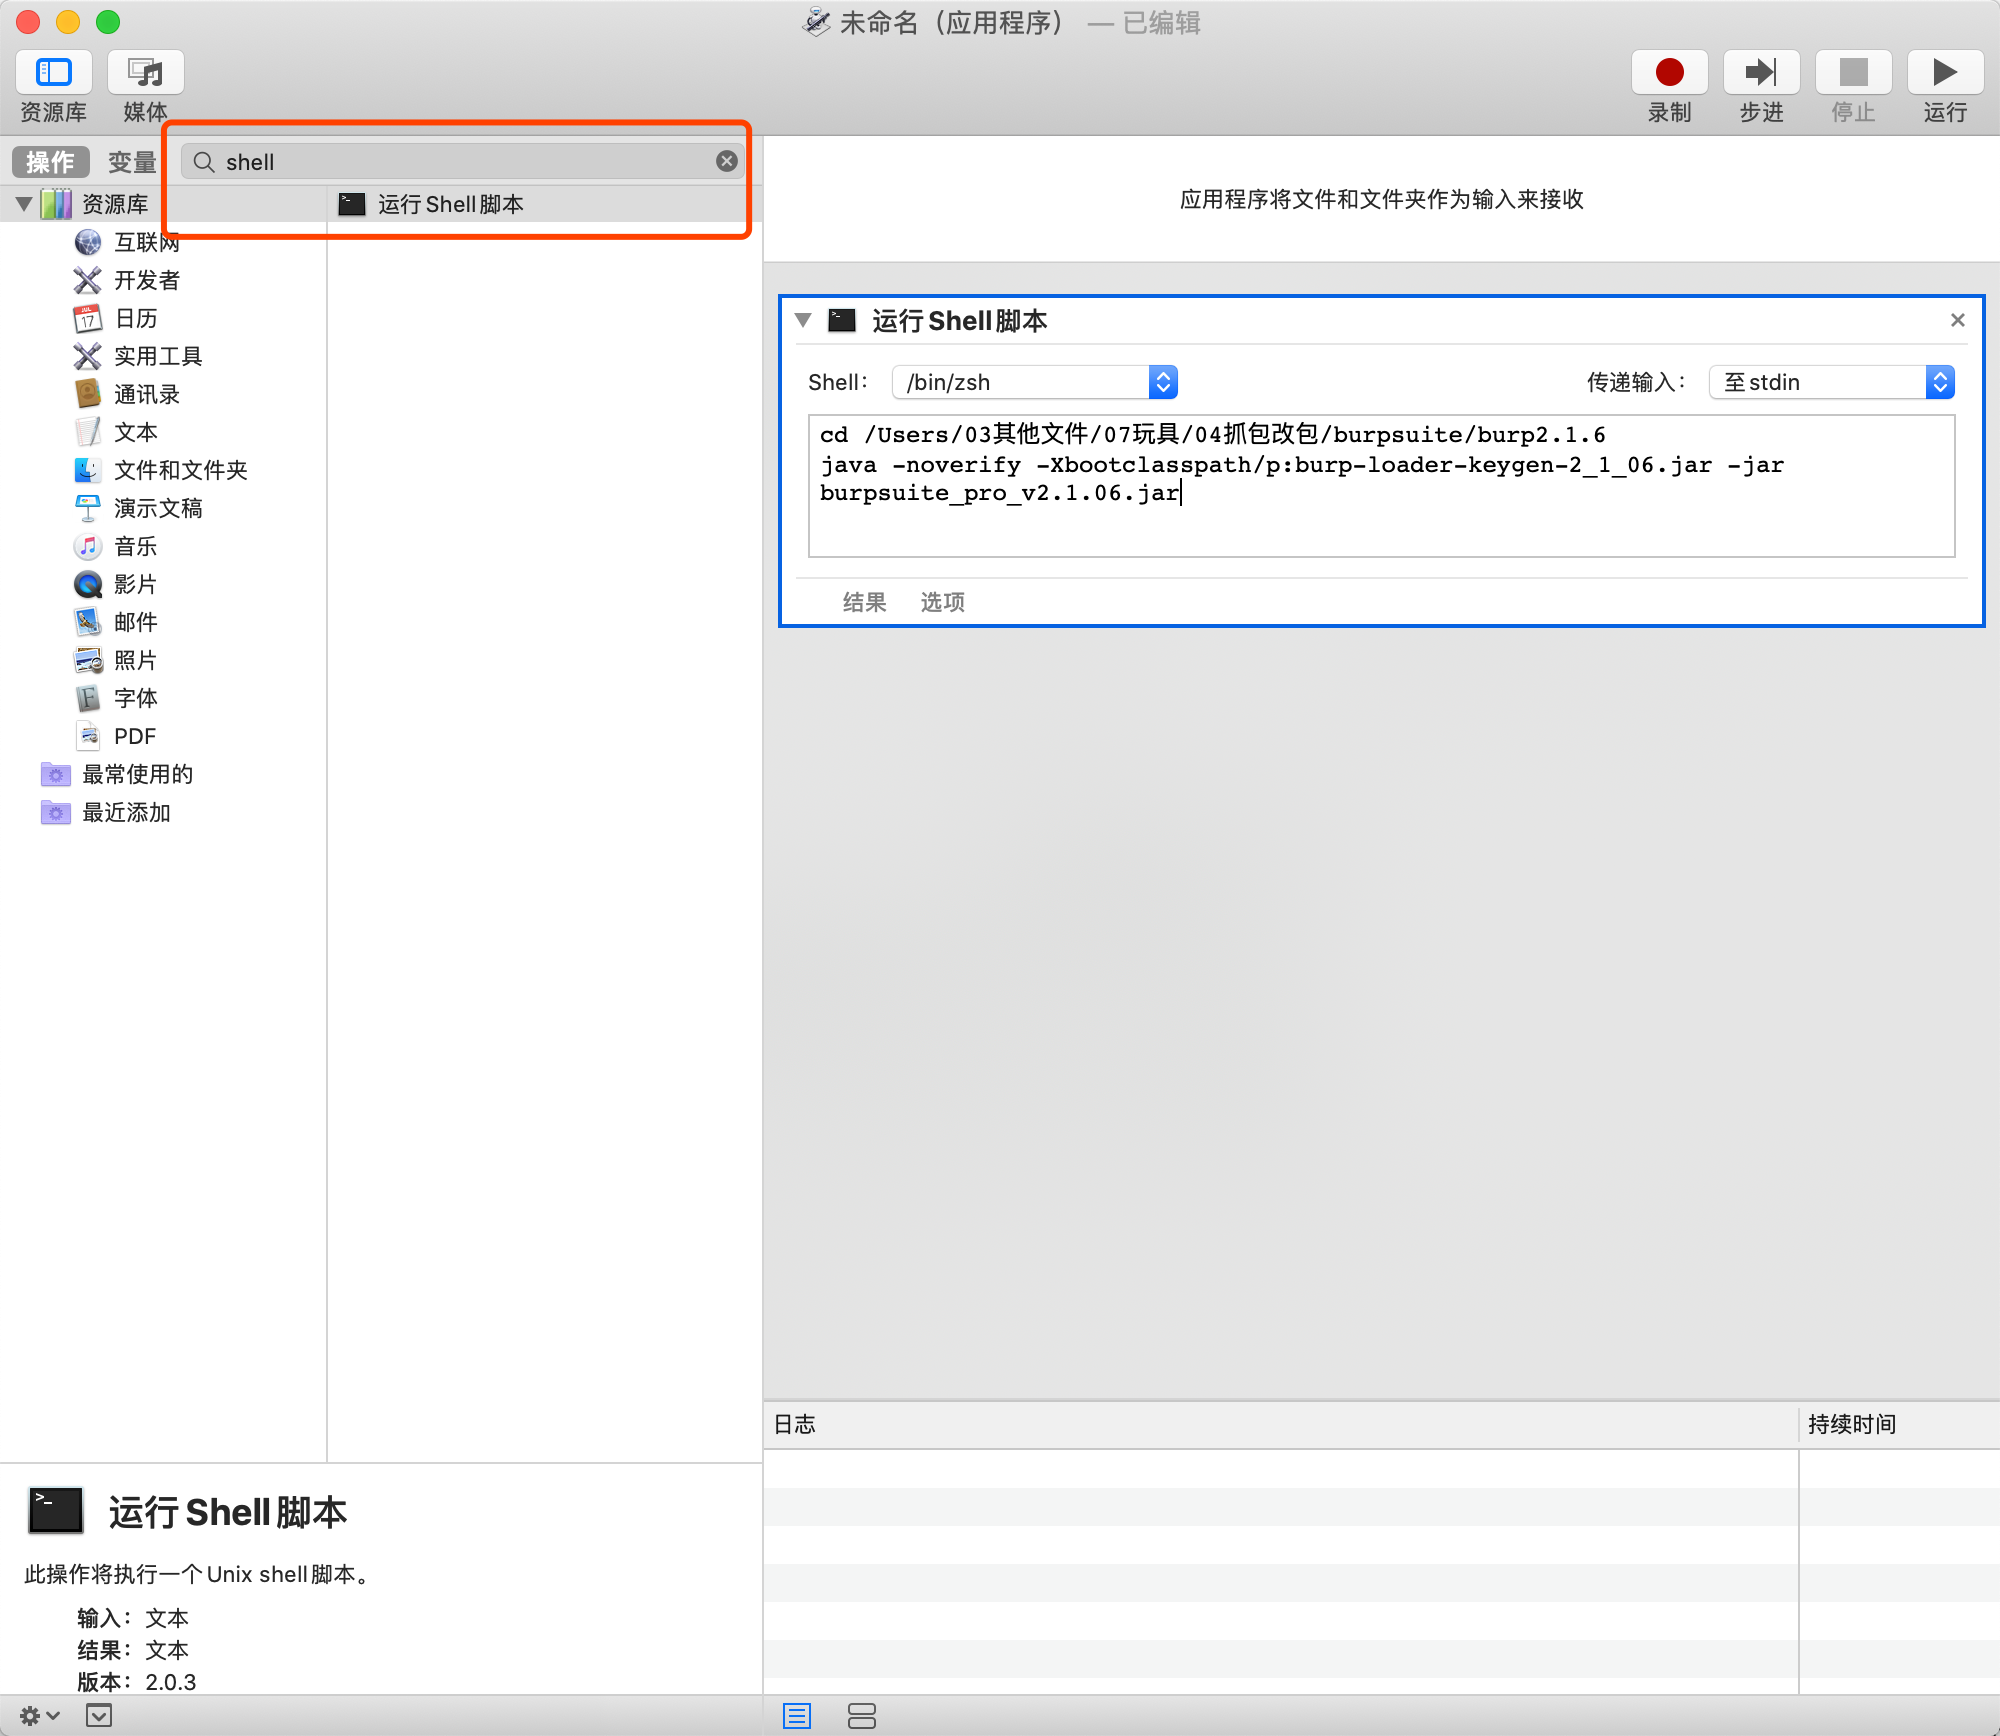 未命名（应用程序） — 已编辑
资源库
媒体
录制
步进
停止
运行
操作
变量
shell
资源库
互联网
开发者
日历
JUL
17
实用工具
通讯录
文本
文件和文件夹
演示文稿
音乐
影片
邮件
照片
F
字体
PDF
最常使用的
最近添加
>_
运行 Shell 脚本
应用程序将文件和文件夹作为输入来接收
>_
运行 Shell 脚本
Shell：
/bin/zsh
传递输入：
至 stdin
cd /Users/03其他文件/07玩具/04抓包改包/burpsuite/burp2.1.6
java -noverify -Xbootclasspath/p:burp-loader-keygen-2_1_06.jar -jar
burpsuite_pro_v2.1.06.jar
结果
选项
日志
持续时间
>_
运行 Shell 脚本
此操作将执行一个 Unix shell 脚本。
输入： 文本
结果： 文本
版本： 2.0.3